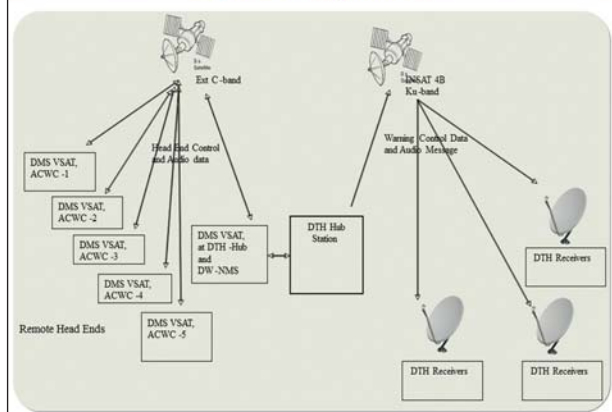 Ext C-band
INSAT 4B
Ku-band
Head End Control
and Audio data
Warning Control Data
and Audio Message
DMS VSAT,
ACWC -1
DMS VSAT,
ACWC -2
DMS VSAT,
ACWC -3
DMS VSAT,
ACWC -4
DMS VSAT,
ACWC -5
Remote Head Ends
DMS VSAT,
at DTH -Hub
and
DW -NMS
DTH Hub
Station
DTH Receivers
DTH Receivers
DTH Receivers